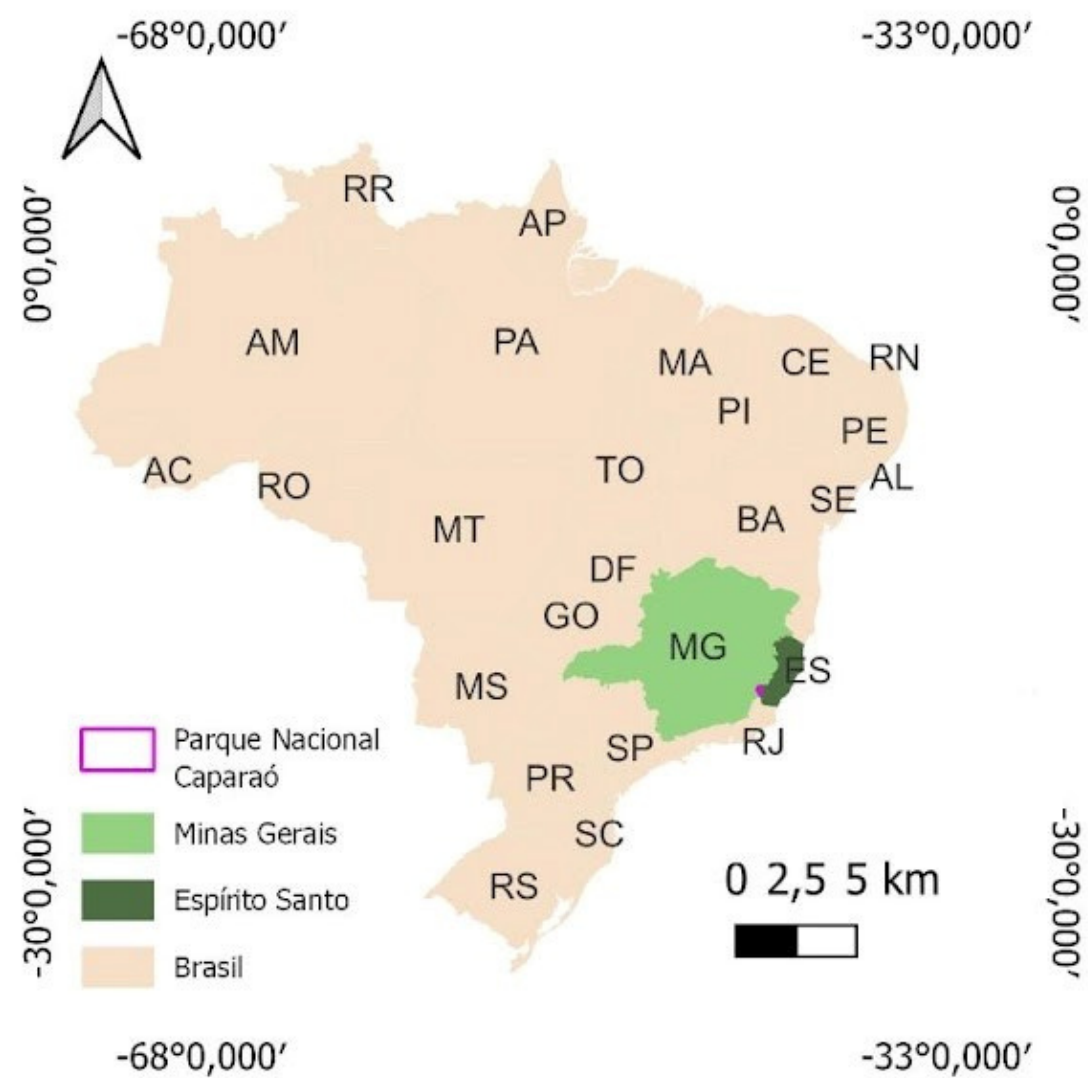 -68°0,000′ -33°0,000′
0°0,000′ 0°0,000′
RR
AP
AM PA MA CE RN
PI
PE
AC RO TO AL
SE
MT BA
DF
GO
MG
ES
MS
SP RJ
PR
SC
RS
Parque Nacional
Caparaó
Minas Gerais
Espírito Santo
Brasil
0 2,5 5 km
-30°0,000′ -30°0,000′
-68°0,000′ -33°0,000′